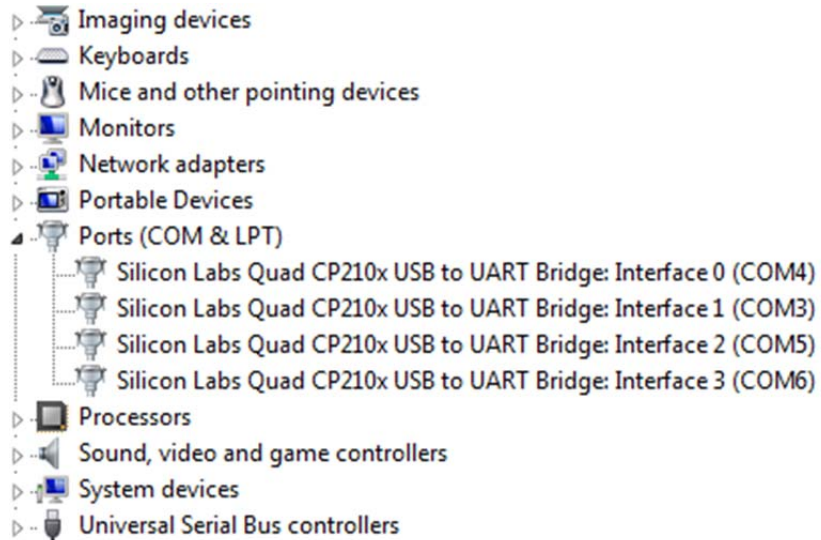 Imaging devices
Keyboards
Mice and other pointing devices
Monitors
Network adapters
Portable Devices
Ports (COM & LPT)
Silicon Labs Quad CP210x USB to UART Bridge: Interface 0 (COM4)
Silicon Labs Quad CP210x USB to UART Bridge: Interface 1 (COM3)
Silicon Labs Quad CP210x USB to UART Bridge: Interface 2 (COM5)
Silicon Labs Quad CP210x USB to UART Bridge: Interface 3 (COM6)
Processors
Sound, video and game controllers
System devices
Universal Serial Bus controllers